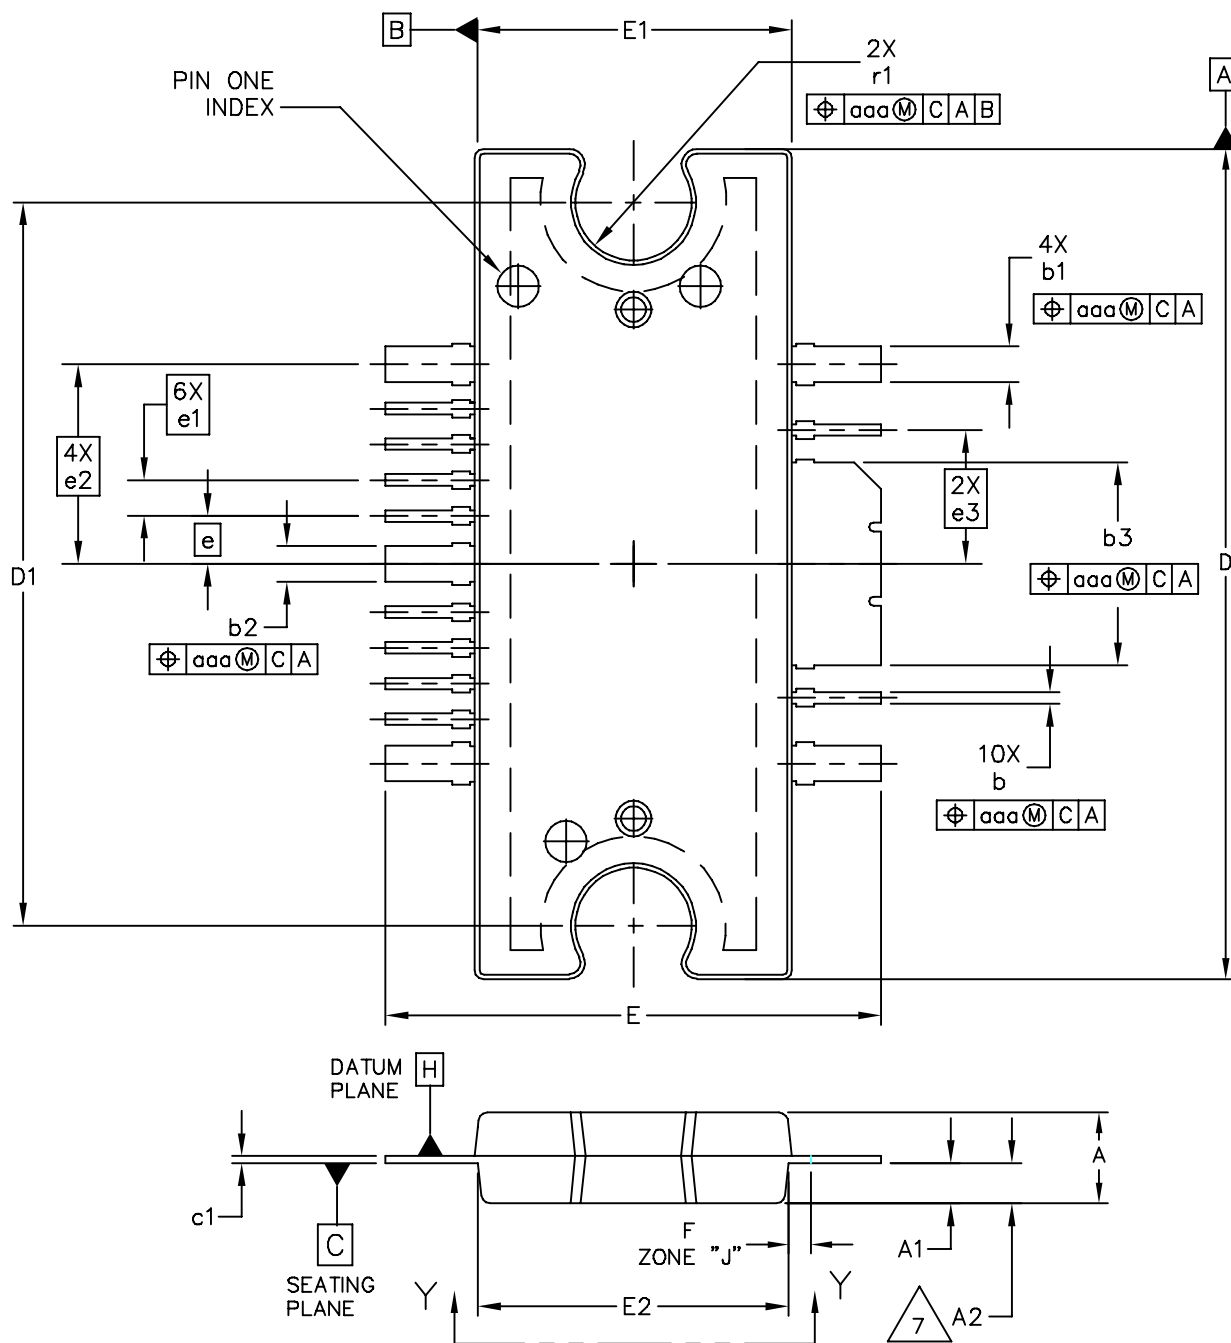 B
E1
2X
r1
⌖ aaa Ⓜ C A B
A
PIN ONE
INDEX
4X
b1
⌖ aaa Ⓜ C A
6X
e1
4X
e2
2X
e3
e
b3
D1
D
⌖ aaa Ⓜ C A
b2
⌖ aaa Ⓜ C A
10X
b
⌖ aaa Ⓜ C A
E
DATUM
PLANE
H
A
c1
C
SEATING
PLANE
F
ZONE "J"
A1
Y
Y
E2
7
A2